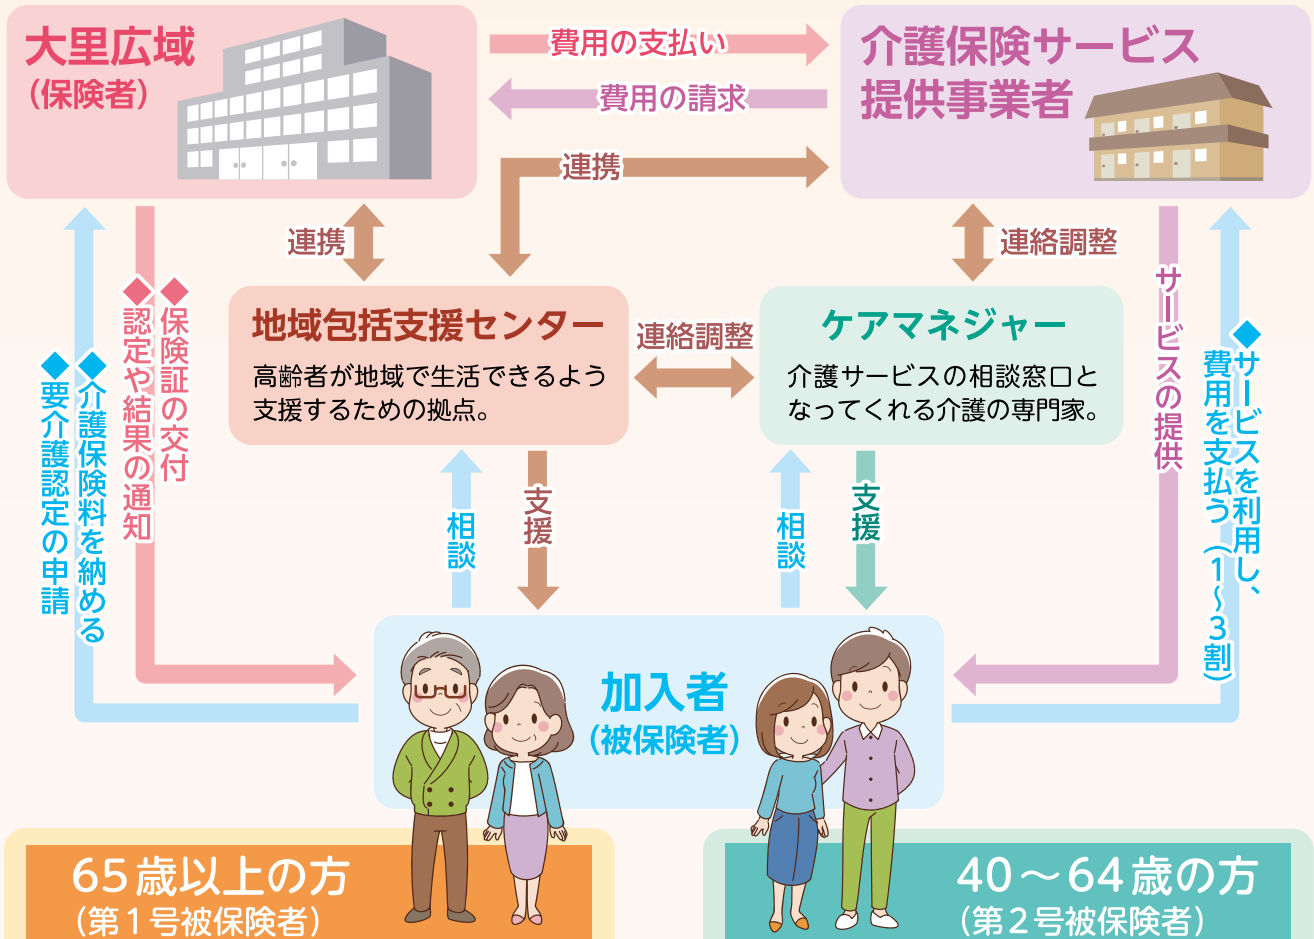 大里広域
（保険者）
費用の支払い
費用の請求
介護保険サービス
提供事業者
連携
連携
連絡調整
地域包括支援センター
高齢者が地域で生活できるよう
支援するための拠点。
連絡調整
ケアマネジャー
介護サービスの相談窓口と
なってくれる介護の専門家。
◆保険証の交付
◆認定や結果の通知
◆介護保険料を納める
◆要介護認定の申請
サービスの提供
◆サービスを利用し、
費用を支払う（1〜3割）
相談
支援
相談
支援
加入者
（被保険者）
65歳以上の方
（第1号被保険者）
40〜64歳の方
（第2号被保険者）